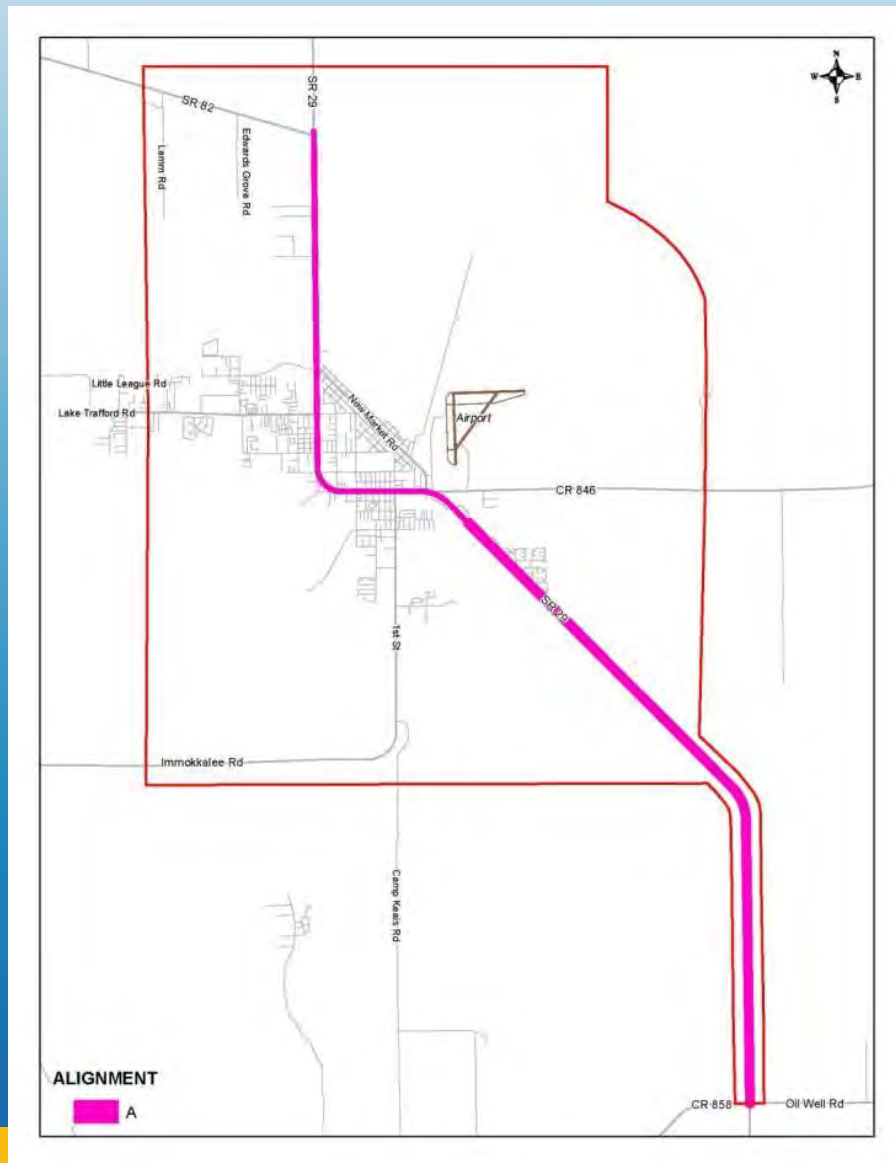 N
W E
S
SR 29
SR 82
Lamm Rd
Edwards Grove Rd
Little League Rd
Lake Trafford Rd
New Market Rd
Airport
CR 846
SR 29
1st St
Immokkalee Rd
Camp Keais Rd
ALIGNMENT
A
CR 858
Oil Well Rd